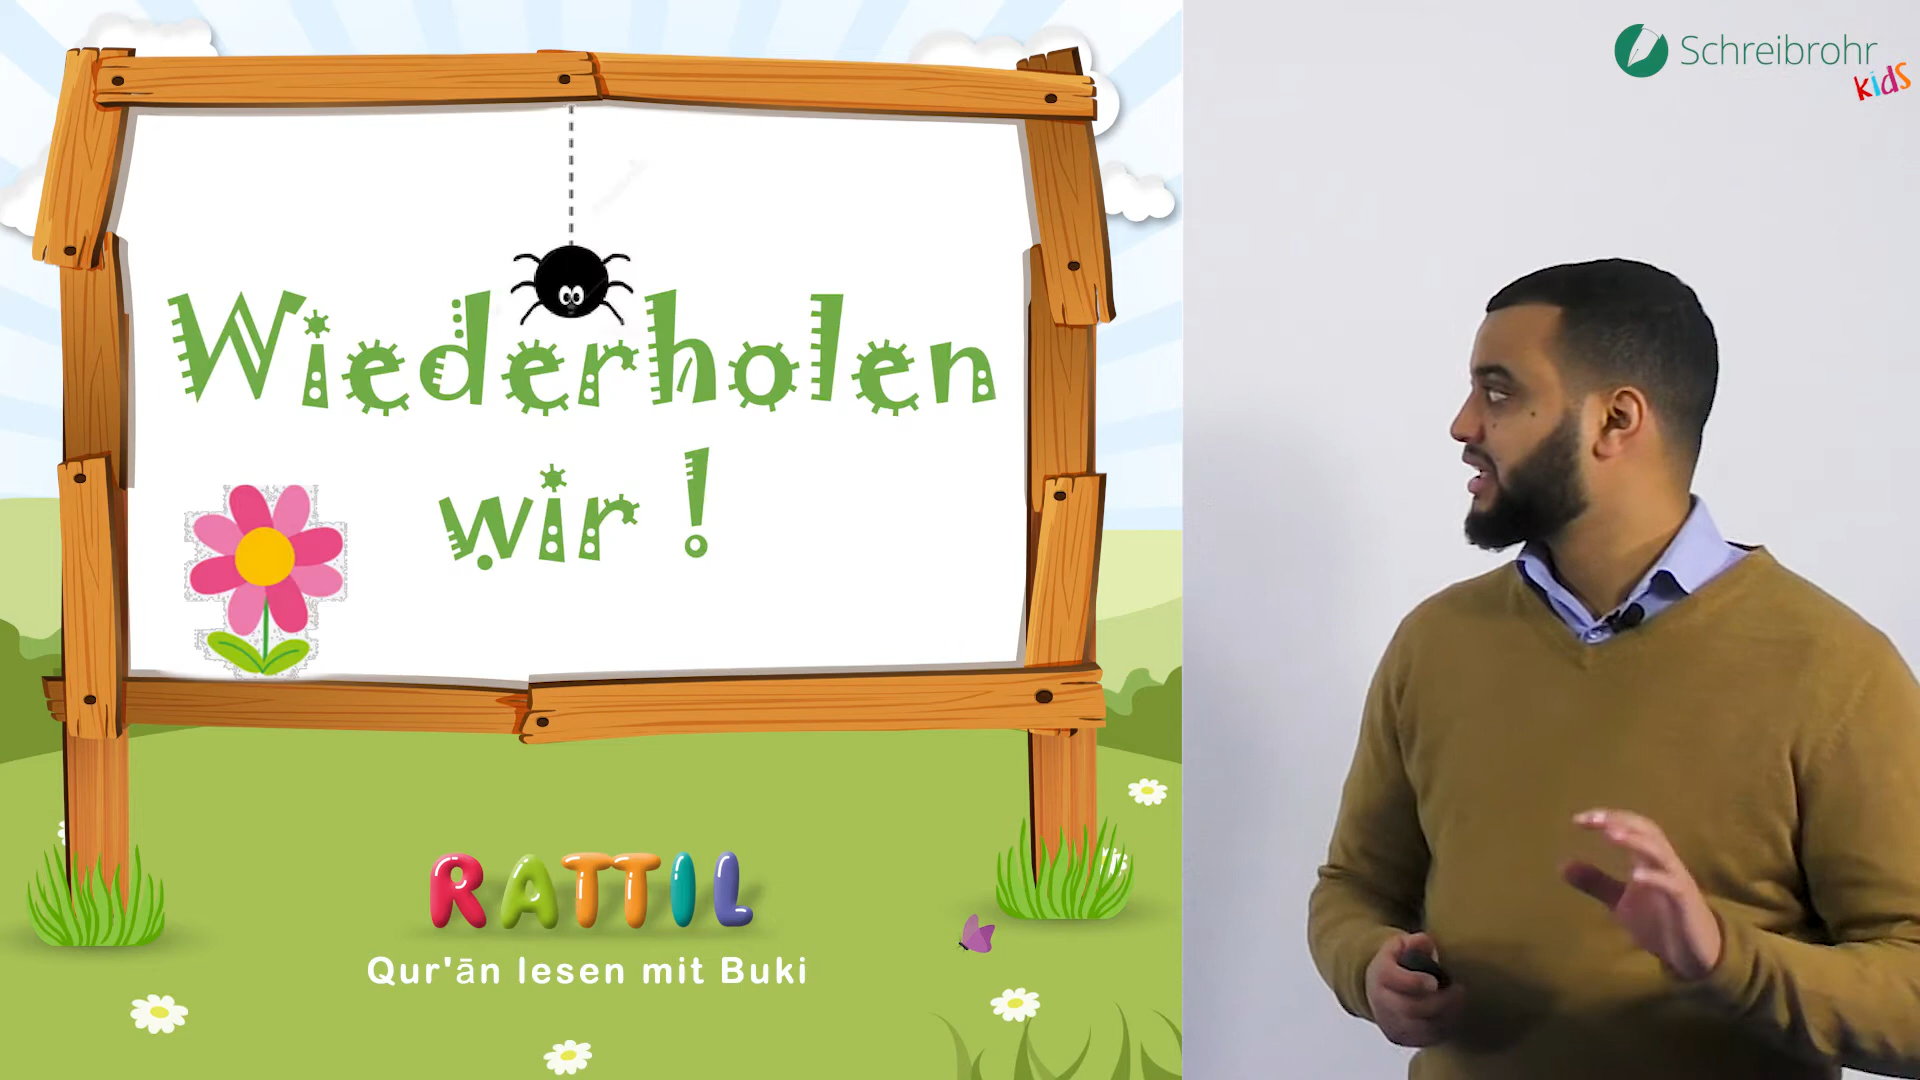 Schreibrohr
kids
Wiederholen
wir !
RATTIL
Qur'ān lesen mit Buki